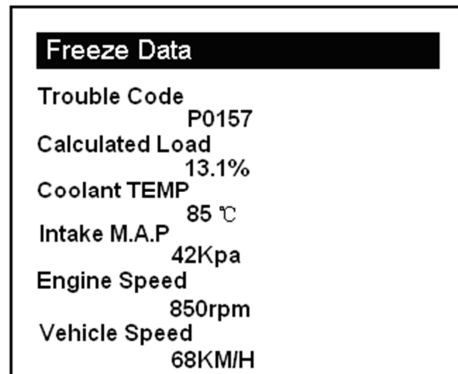 Freeze Data
Trouble Code
P0157
Calculated Load
13.1%
Coolant TEMP
85 ℃
Intake M.A.P
42Kpa
Engine Speed
850rpm
Vehicle Speed
68KM/H